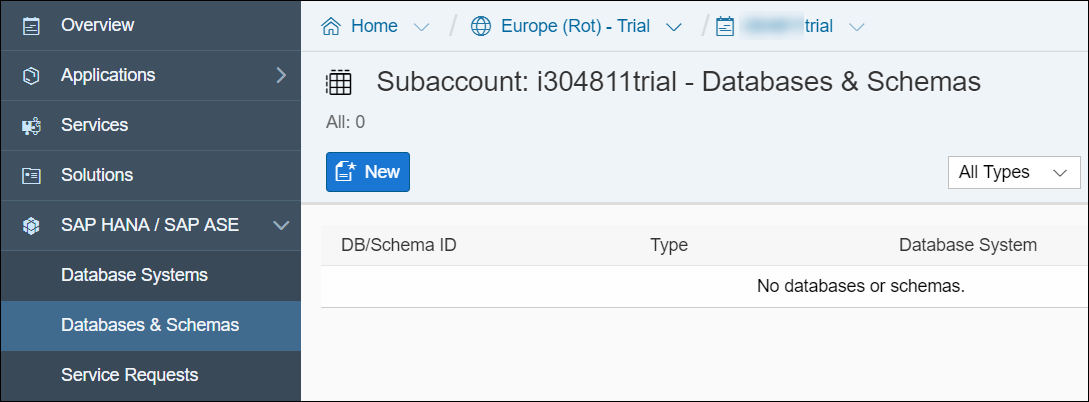 Overview
Applications
Services
Solutions
SAP HANA / SAP ASE
Database Systems
Databases & Schemas
Service Requests
Home / Europe (Rot) - Trial / trial
Subaccount: i304811trial - Databases & Schemas
All: 0
New
All Types
DB/Schema ID Type Database System
No databases or schemas.